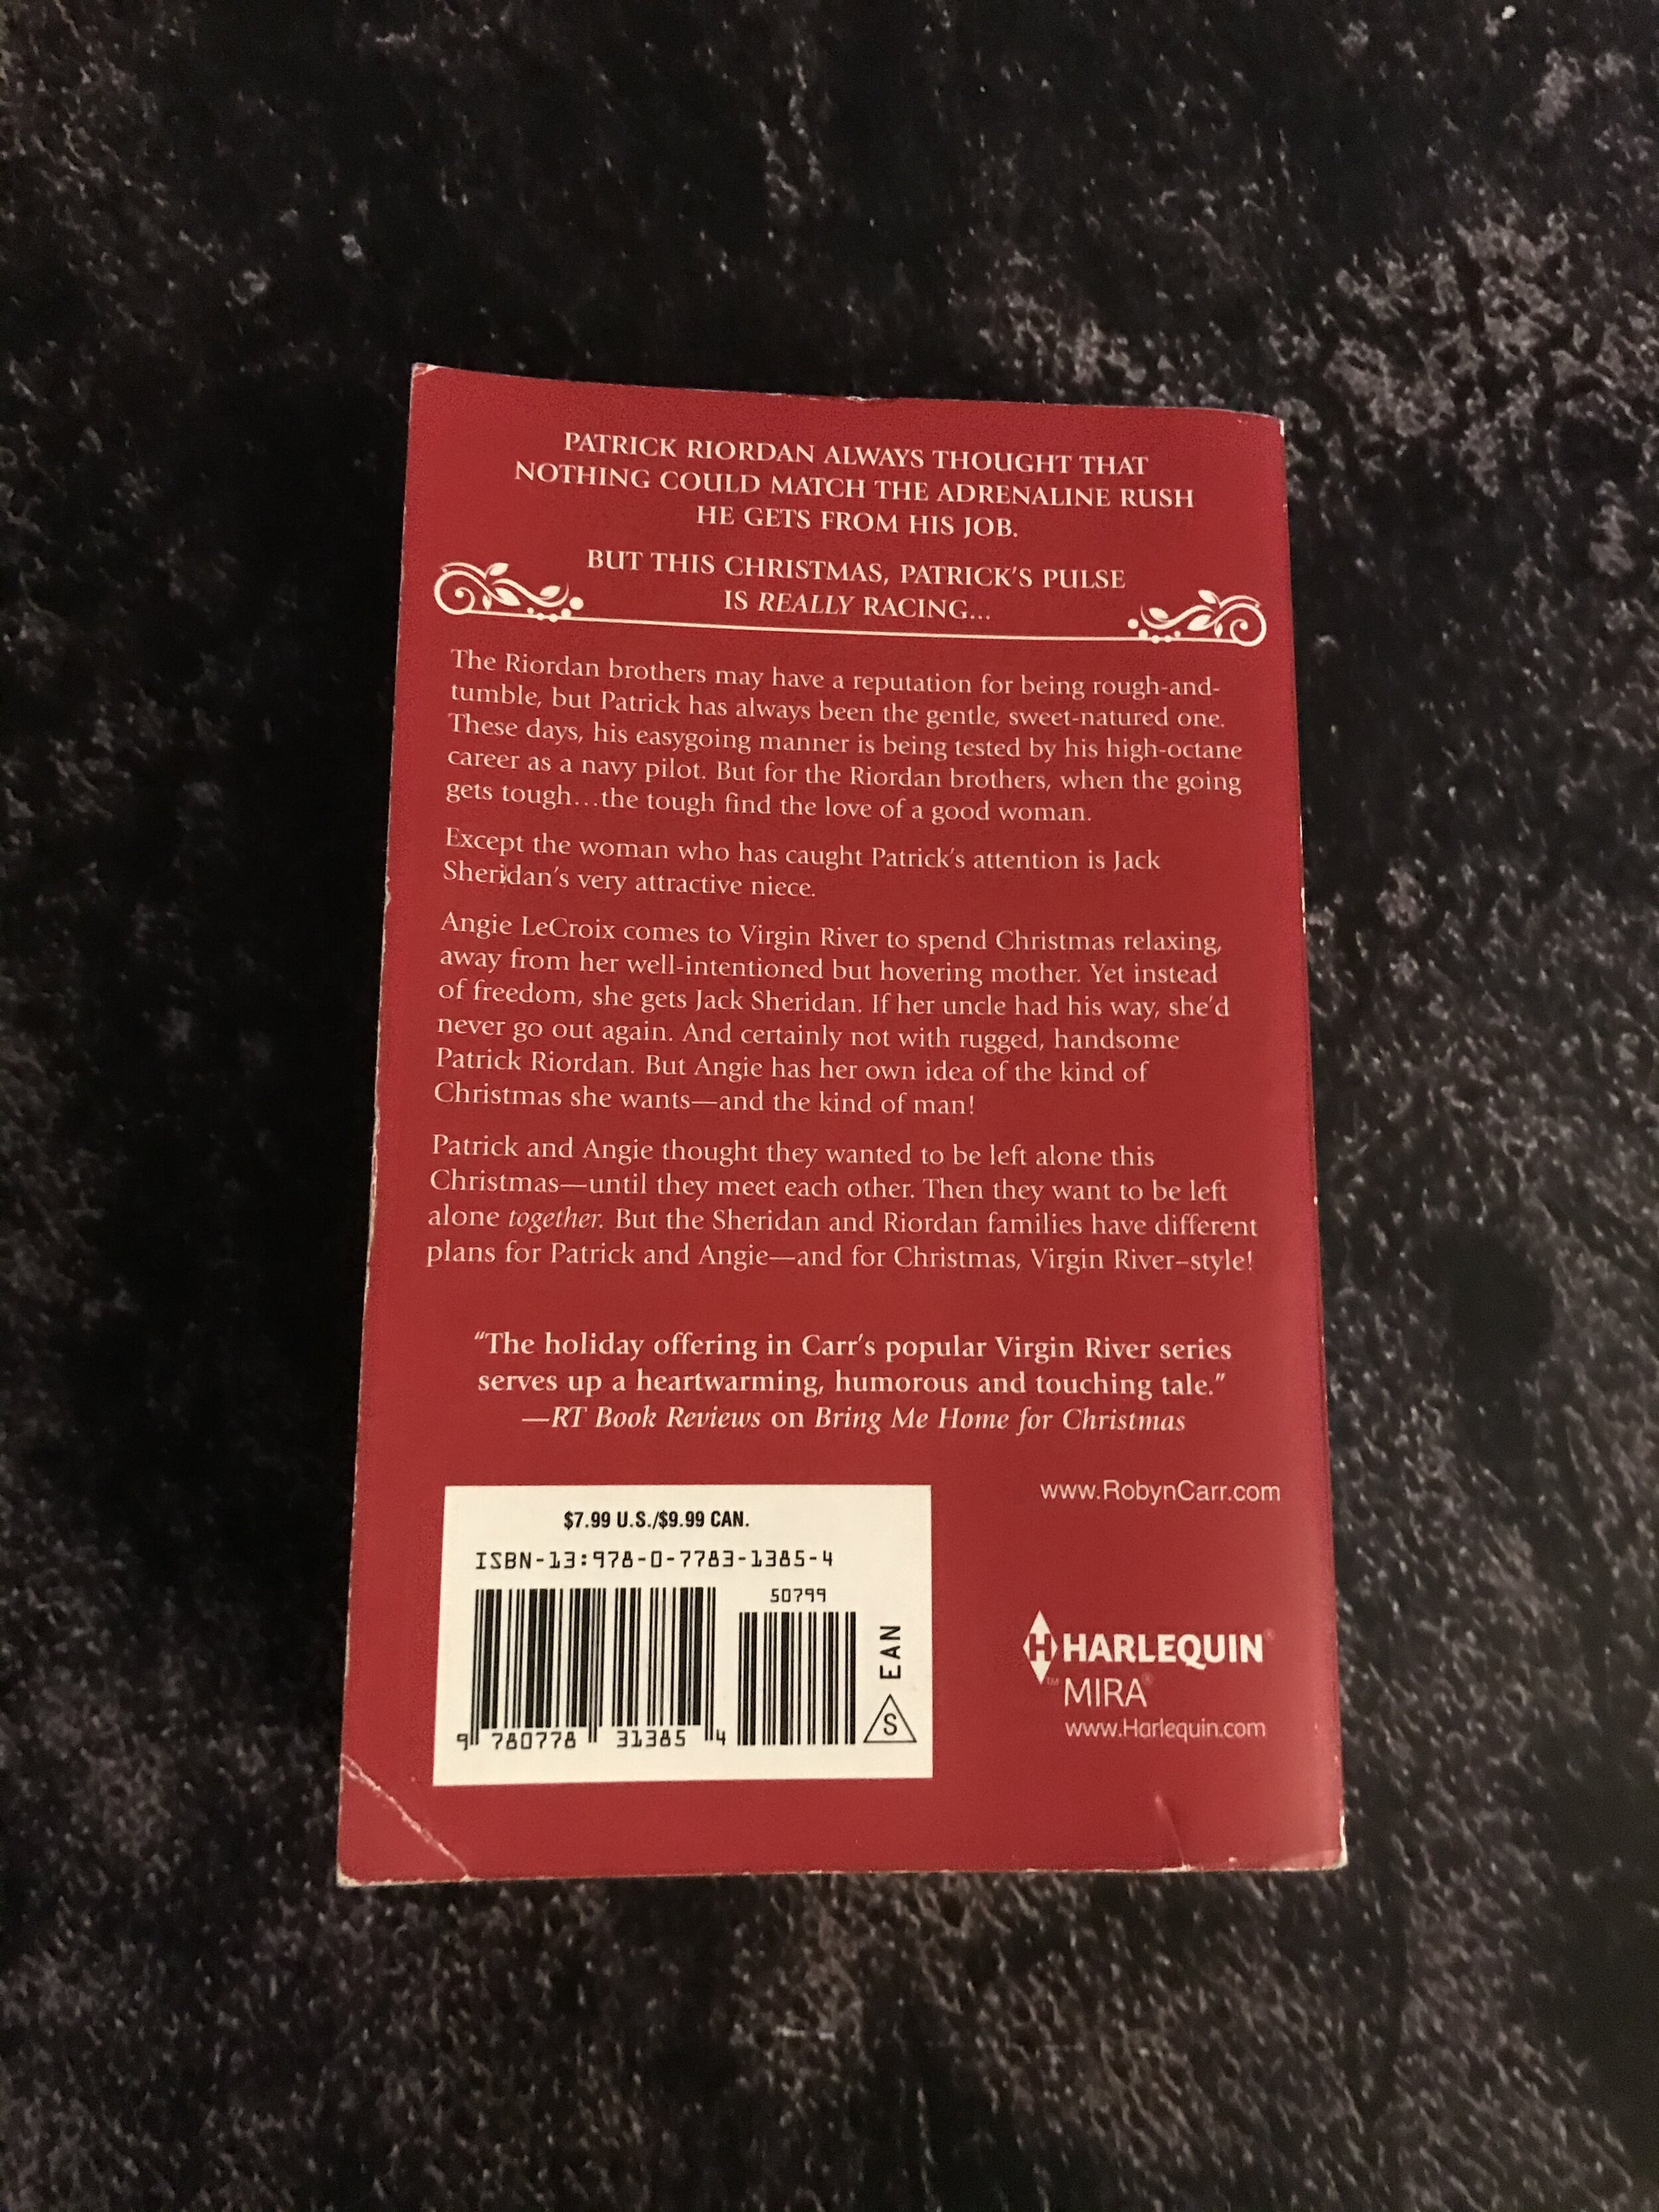 PATRICK RIORDAN ALWAYS THOUGHT THAT
NOTHING COULD MATCH THE ADRENALINE RUSH
HE GETS FROM HIS JOB.
BUT THIS CHRISTMAS, PATRICK'S PULSE
IS REALLY RACING...
The Riordan brothers may have a reputation for being rough-and-
tumble, but Patrick has always been the gentle, sweet-natured one.
These days, his easygoing manner is being tested by his high-octane
career as a navy pilot. But for the Riordan brothers, when the going
gets tough…the tough find the love of a good woman.
Except the woman who has caught Patrick's attention is Jack
Sheridan's very attractive niece.
Angie LeCroix comes to Virgin River to spend Christmas relaxing,
away from her well-intentioned but hovering mother. Yet instead
of freedom, she gets Jack Sheridan. If her uncle had his way, she'd
never go out again. And certainly not with rugged, handsome
Patrick Riordan. But Angie has her own idea of the kind of
Christmas she wants—and the kind of man!
Patrick and Angie thought they wanted to be left alone this
Christmas—until they meet each other. Then they want to be left
alone together. But the Sheridan and Riordan families have different
plans for Patrick and Angie—and for Christmas, Virgin River–style!
"The holiday offering in Carr's popular Virgin River series
serves up a heartwarming, humorous and touching tale."
—RT Book Reviews on Bring Me Home for Christmas
www.RobynCarr.com
$7.99 U.S./$9.99 CAN.
ISBN-13:978-0-7783-1385-4
50799
9 780778 313854
EAN
S
H HARLEQUIN®
™ MIRA®
www.Harlequin.com